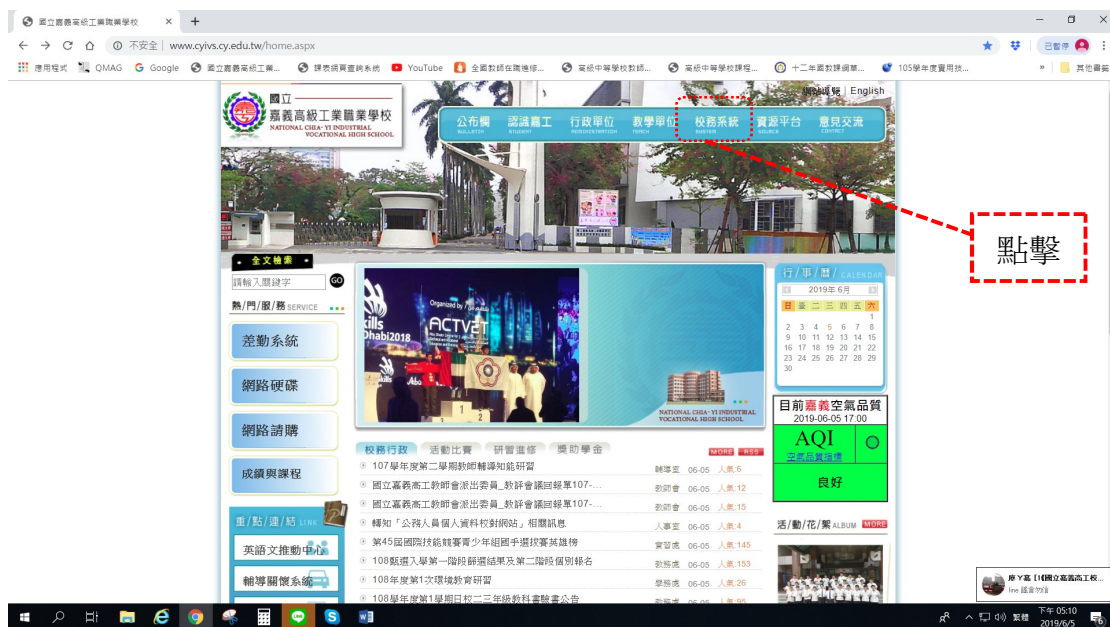 國立嘉義高級工業職業學校
不安全 | www.cyivs.cy.edu.tw/home.aspx
已暫停
應用程式 QMAG Google 國立嘉義高級工業... 課表網頁查詢系統 YouTube 全國教師在職進修... 高級中等學校教師... 高級中等學校課程... 十二年國教課綱單... 105學年度實用技... » 其他書籤
國立
嘉義高級工業職業學校
NATIONAL CHIA-YI INDUSTRIAL
VOCATIONAL HIGH SCHOOL
網站導覽 | English
公布欄 認識嘉工 行政單位 教學單位 校務系統 資源平台 意見交流
點擊
全文檢索
請輸入關鍵字 GO
熱/門/服/務 SERVICE
差勤系統
網路硬碟
網路請購
成績與課程
重/點/連/結 LINK
英語文推動中心
輔導關懷系統
Organized by
ACTVET
Dhabi2018
NATIONAL CHIA-YI INDUSTRIAL
VOCATIONAL HIGH SCHOOL
校務行政 活動比賽 研習進修 獎助學金 MORE RSS
107學年度第二學期教師輔導知能研習 輔導室 06-05 人氣:6
國立嘉義高工教師會派出委員_教評會議回報單107-... 教師會 06-05 人氣:12
國立嘉義高工教師會派出委員_教評會議回報單107-... 教師會 06-05 人氣:15
轉知「公務人員個人資料校對網站」相關訊息 人事室 06-05 人氣:4
第45屆國際技能競賽青少年組國手選拔賽英雄榜 實習處 06-05 人氣:145
108甄選入學第一階段篩選結果及第二階段個別報名 教務處 06-05 人氣:153
108年度第1次環境教育研習 學務處 06-05 人氣:26
108學年度第1學期日校二三年級教科書驗書公告 教務處 06-05 人氣:95
行/事/曆/ CALENDAR
2019年 6月
日 一 二 三 四 五 六
1
2 3 4 5 6 7 8
9 10 11 12 13 14 15
16 17 18 19 20 21 22
23 24 25 26 27 28 29
30
目前嘉義空氣品質
2019-06-05 17:00
AQI
空氣品質指標
良好
活/動/花/絮 ALBUM MORE
line 謠言勿信
繁體
下午 05:10
2019/6/5